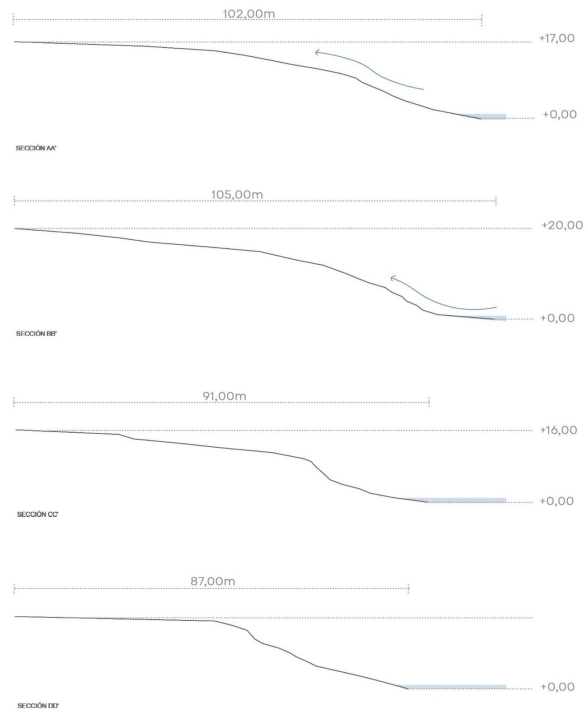 102,00m
+17,00
+0,00
SECCIÓN AA'
105,00m
+20,00
+0,00
SECCIÓN BB'
91,00m
+16,00
+0,00
SECCIÓN CC'
87,00m
+0,00
SECCIÓN DD'